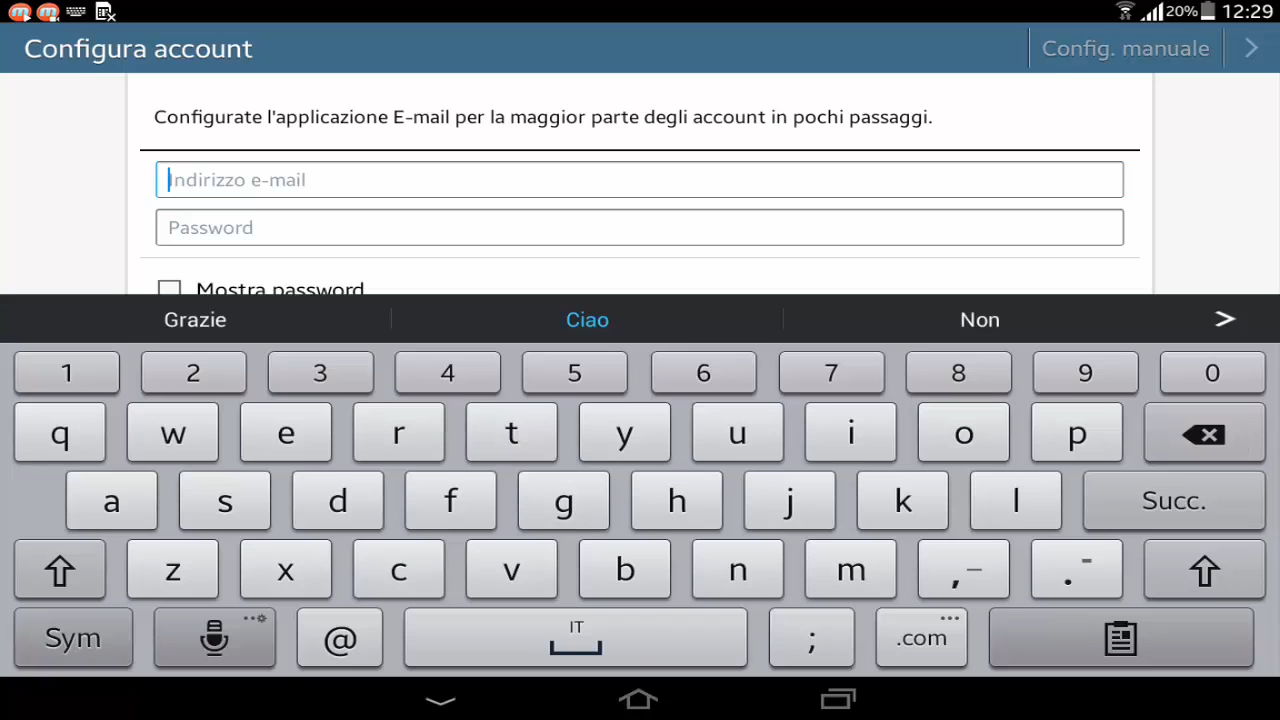 20% 12:29
Configura account
Config. manuale
Configurate l'applicazione E-mail per la maggior parte degli account in pochi passaggi.
Indirizzo e-mail
Password
Mostra password
Grazie Ciao Non >
1 2 3 4 5 6 7 8 9 0
q w e r t y u i o p
a s d f g h j k l Succ.
z x c v b n m , – . -
Sym @ IT ; .com